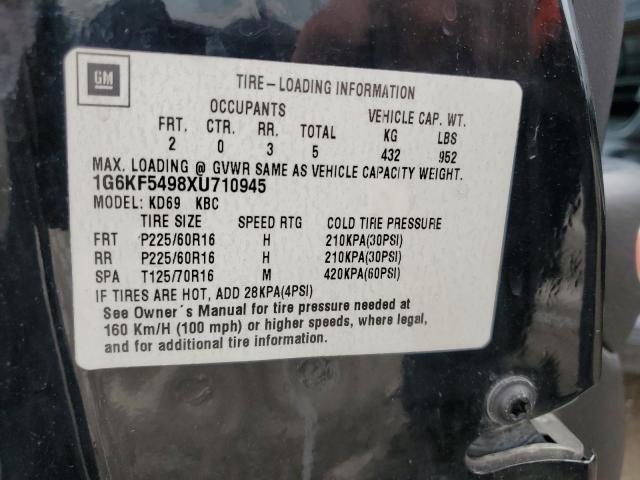 GM
TIRE-LOADING INFORMATION
OCCUPANTS VEHICLE CAP. WT.
FRT. CTR. RR. TOTAL KG LBS
2 0 3 5 432 952
MAX. LOADING @ GVWR SAME AS VEHICLE CAPACITY WEIGHT.
1G6KF5498XU710945
MODEL: KD69 KBC
TIRE SIZE SPEED RTG COLD TIRE PRESSURE
FRT P225/60R16 H 210KPA(30PSI)
RR P225/60R16 H 210KPA(30PSI)
SPA T125/70R16 M 420KPA(60PSI)
IF TIRES ARE HOT, ADD 28KPA(4PSI)
See Owner´s Manual for tire pressure needed at
160 Km/H (100 mph) or higher speeds, where legal,
and for additional tire information.